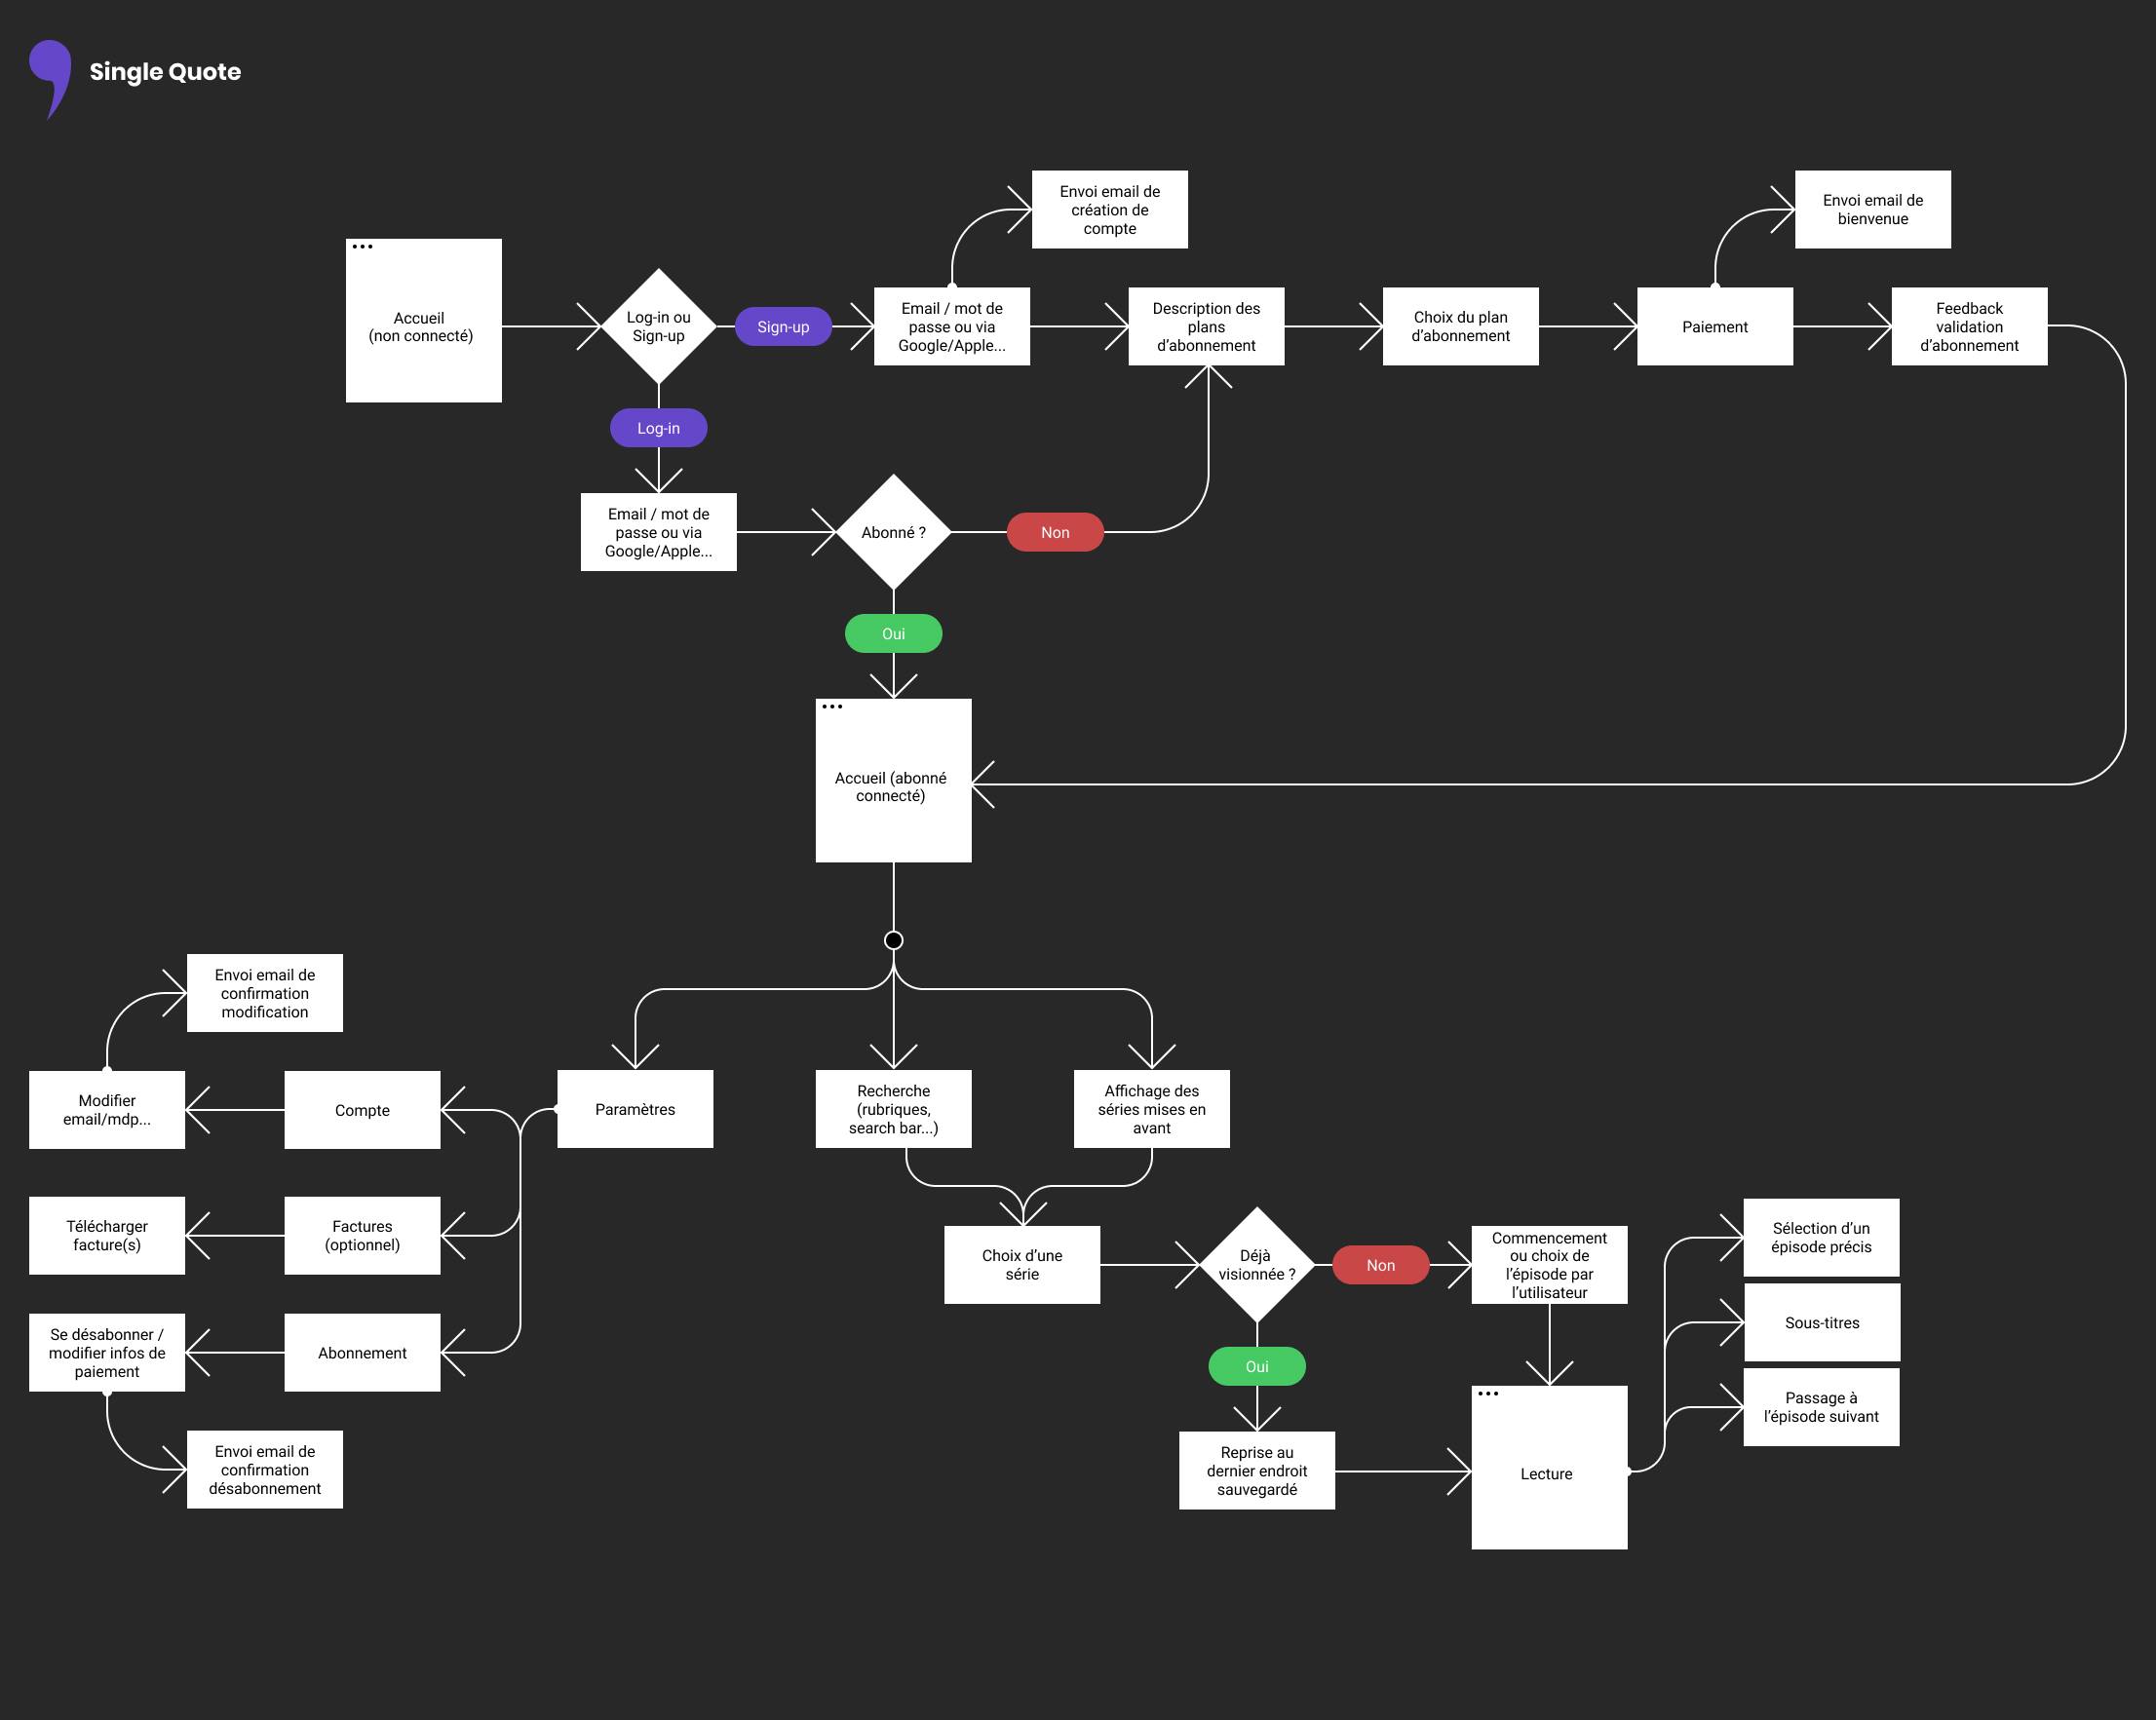 Single Quote
Envoi email de
création de
compte
Envoi email de
bienvenue
Accueil
(non connecté)
Log-in ou
Sign-up
Sign-up
Email / mot de
passe ou via
Google/Apple...
Description des
plans
d’abonnement
Choix du plan
d’abonnement
Paiement
Feedback
validation
d’abonnement
Log-in
Email / mot de
passe ou via
Google/Apple...
Abonné ?
Non
Oui
Accueil (abonné
connecté)
Envoi email de
confirmation
modification
Modifier
email/mdp...
Compte
Paramètres
Recherche
(rubriques,
search bar...)
Affichage des
séries mises en
avant
Télécharger
facture(s)
Factures
(optionnel)
Choix d’une
série
Déjà
visionnée ?
Non
Commencement
ou choix de
l’épisode par
l’utilisateur
Sélection d’un
épisode précis
Sous-titres
Passage à
l’épisode suivant
Se désabonner /
modifier infos de
paiement
Abonnement
Oui
Envoi email de
confirmation
désabonnement
Reprise au
dernier endroit
sauvegardé
Lecture